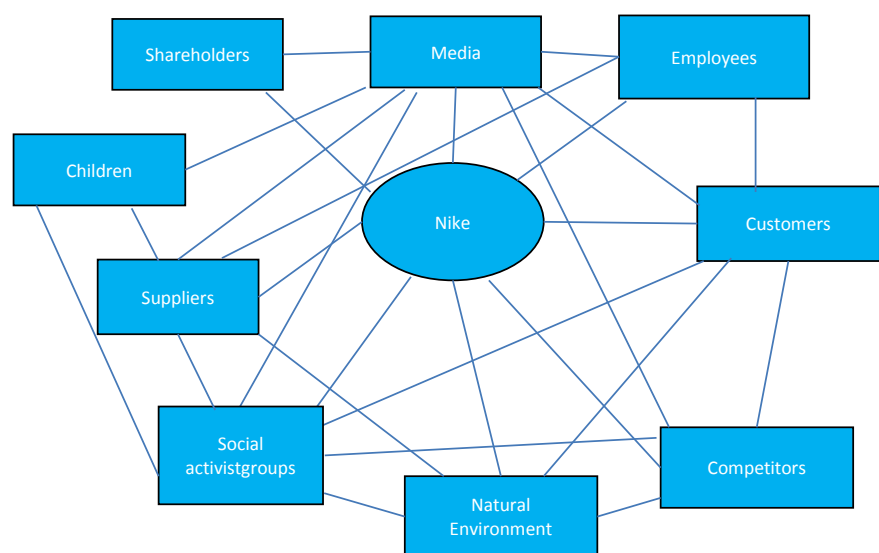 Shareholders
Media
Employees
Children
Nike
Customers
Suppliers
Social
activistgroups
Competitors
Natural
Environment